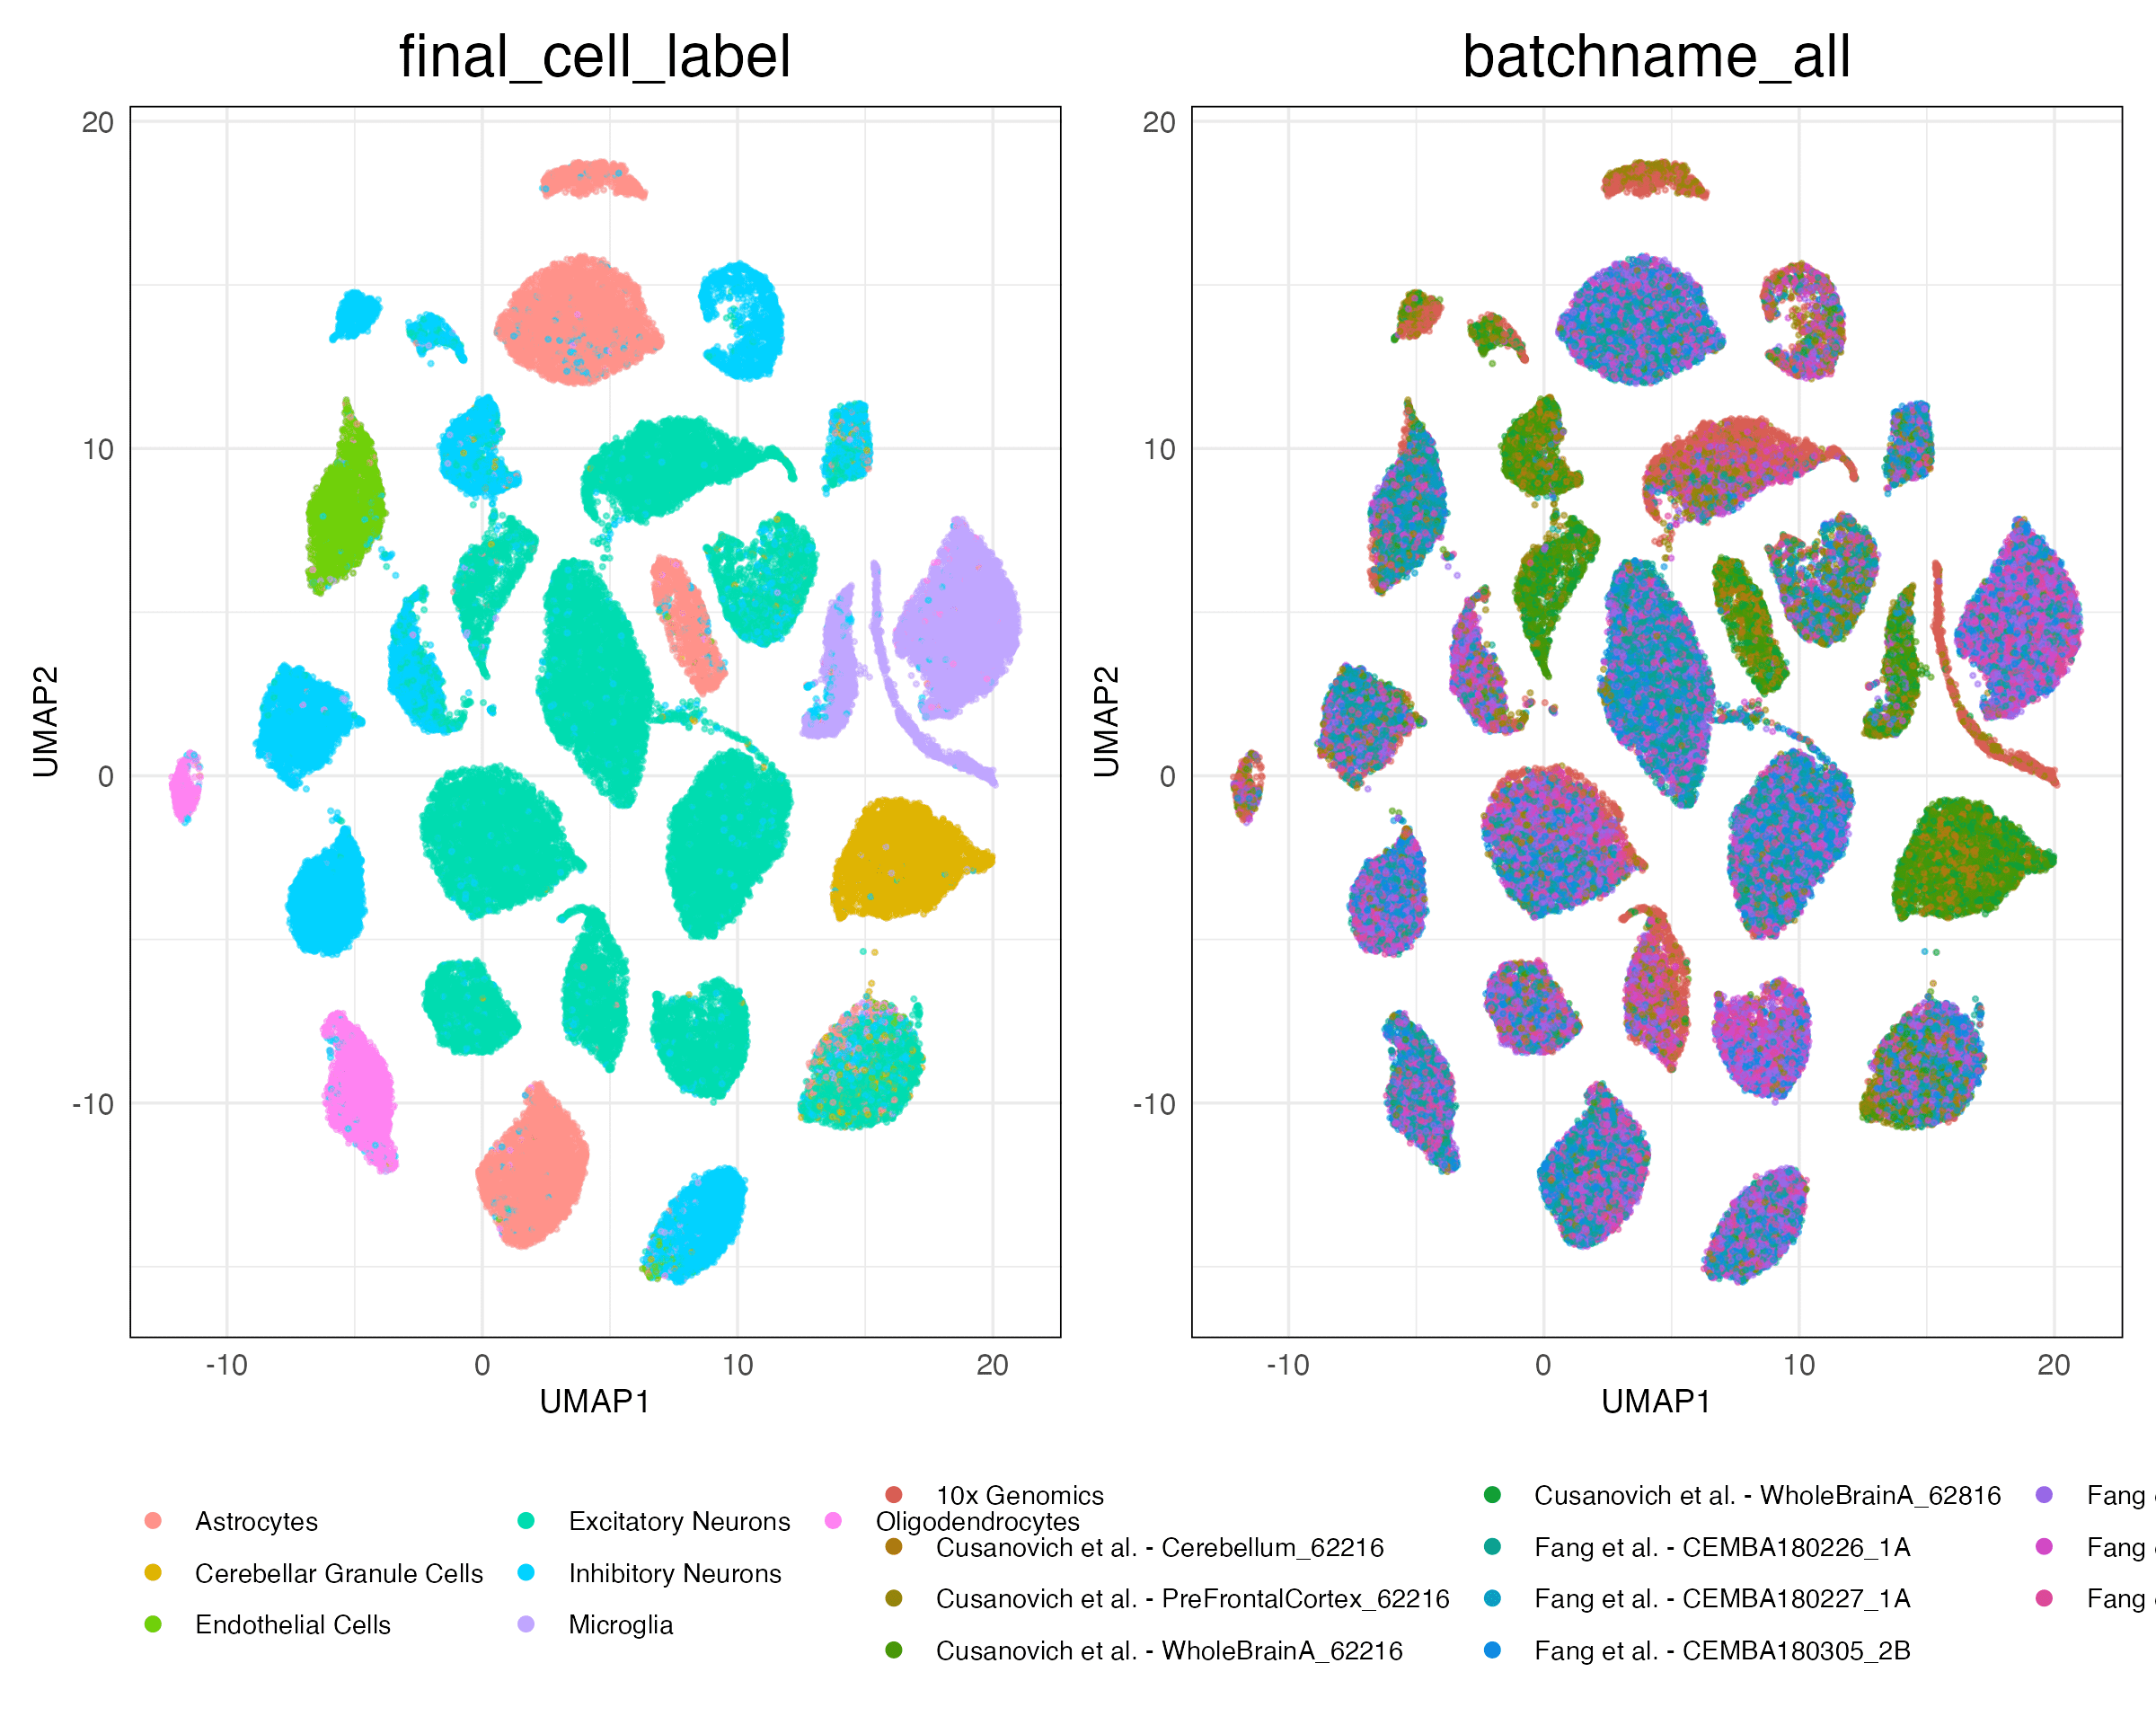 final_cell_label
batchname_all
20
10
0
-10
UMAP2
-10 0 10 20
UMAP1
20
10
0
-10
UMAP2
-10 0 10 20
UMAP1
Astrocytes
Cerebellar Granule Cells
Endothelial Cells
Excitatory Neurons
Inhibitory Neurons
Microglia
Oligodendrocytes
10x Genomics
Cusanovich et al. - Cerebellum_62216
Cusanovich et al. - PreFrontalCortex_62216
Cusanovich et al. - WholeBrainA_62216
Cusanovich et al. - WholeBrainA_62816
Fang et al. - CEMBA180226_1A
Fang et al. - CEMBA180227_1A
Fang et al. - CEMBA180305_2B
Fang
Fang
Fang